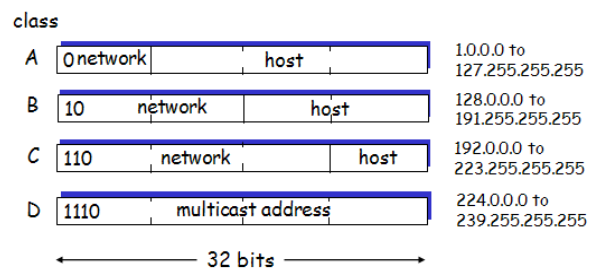 class
A 0 network host 1.0.0.0 to
127.255.255.255
B 10 network host 128.0.0.0 to
191.255.255.255
C 110 network host 192.0.0.0 to
223.255.255.255
D 1110 multicast address 224.0.0.0 to
239.255.255.255
32 bits